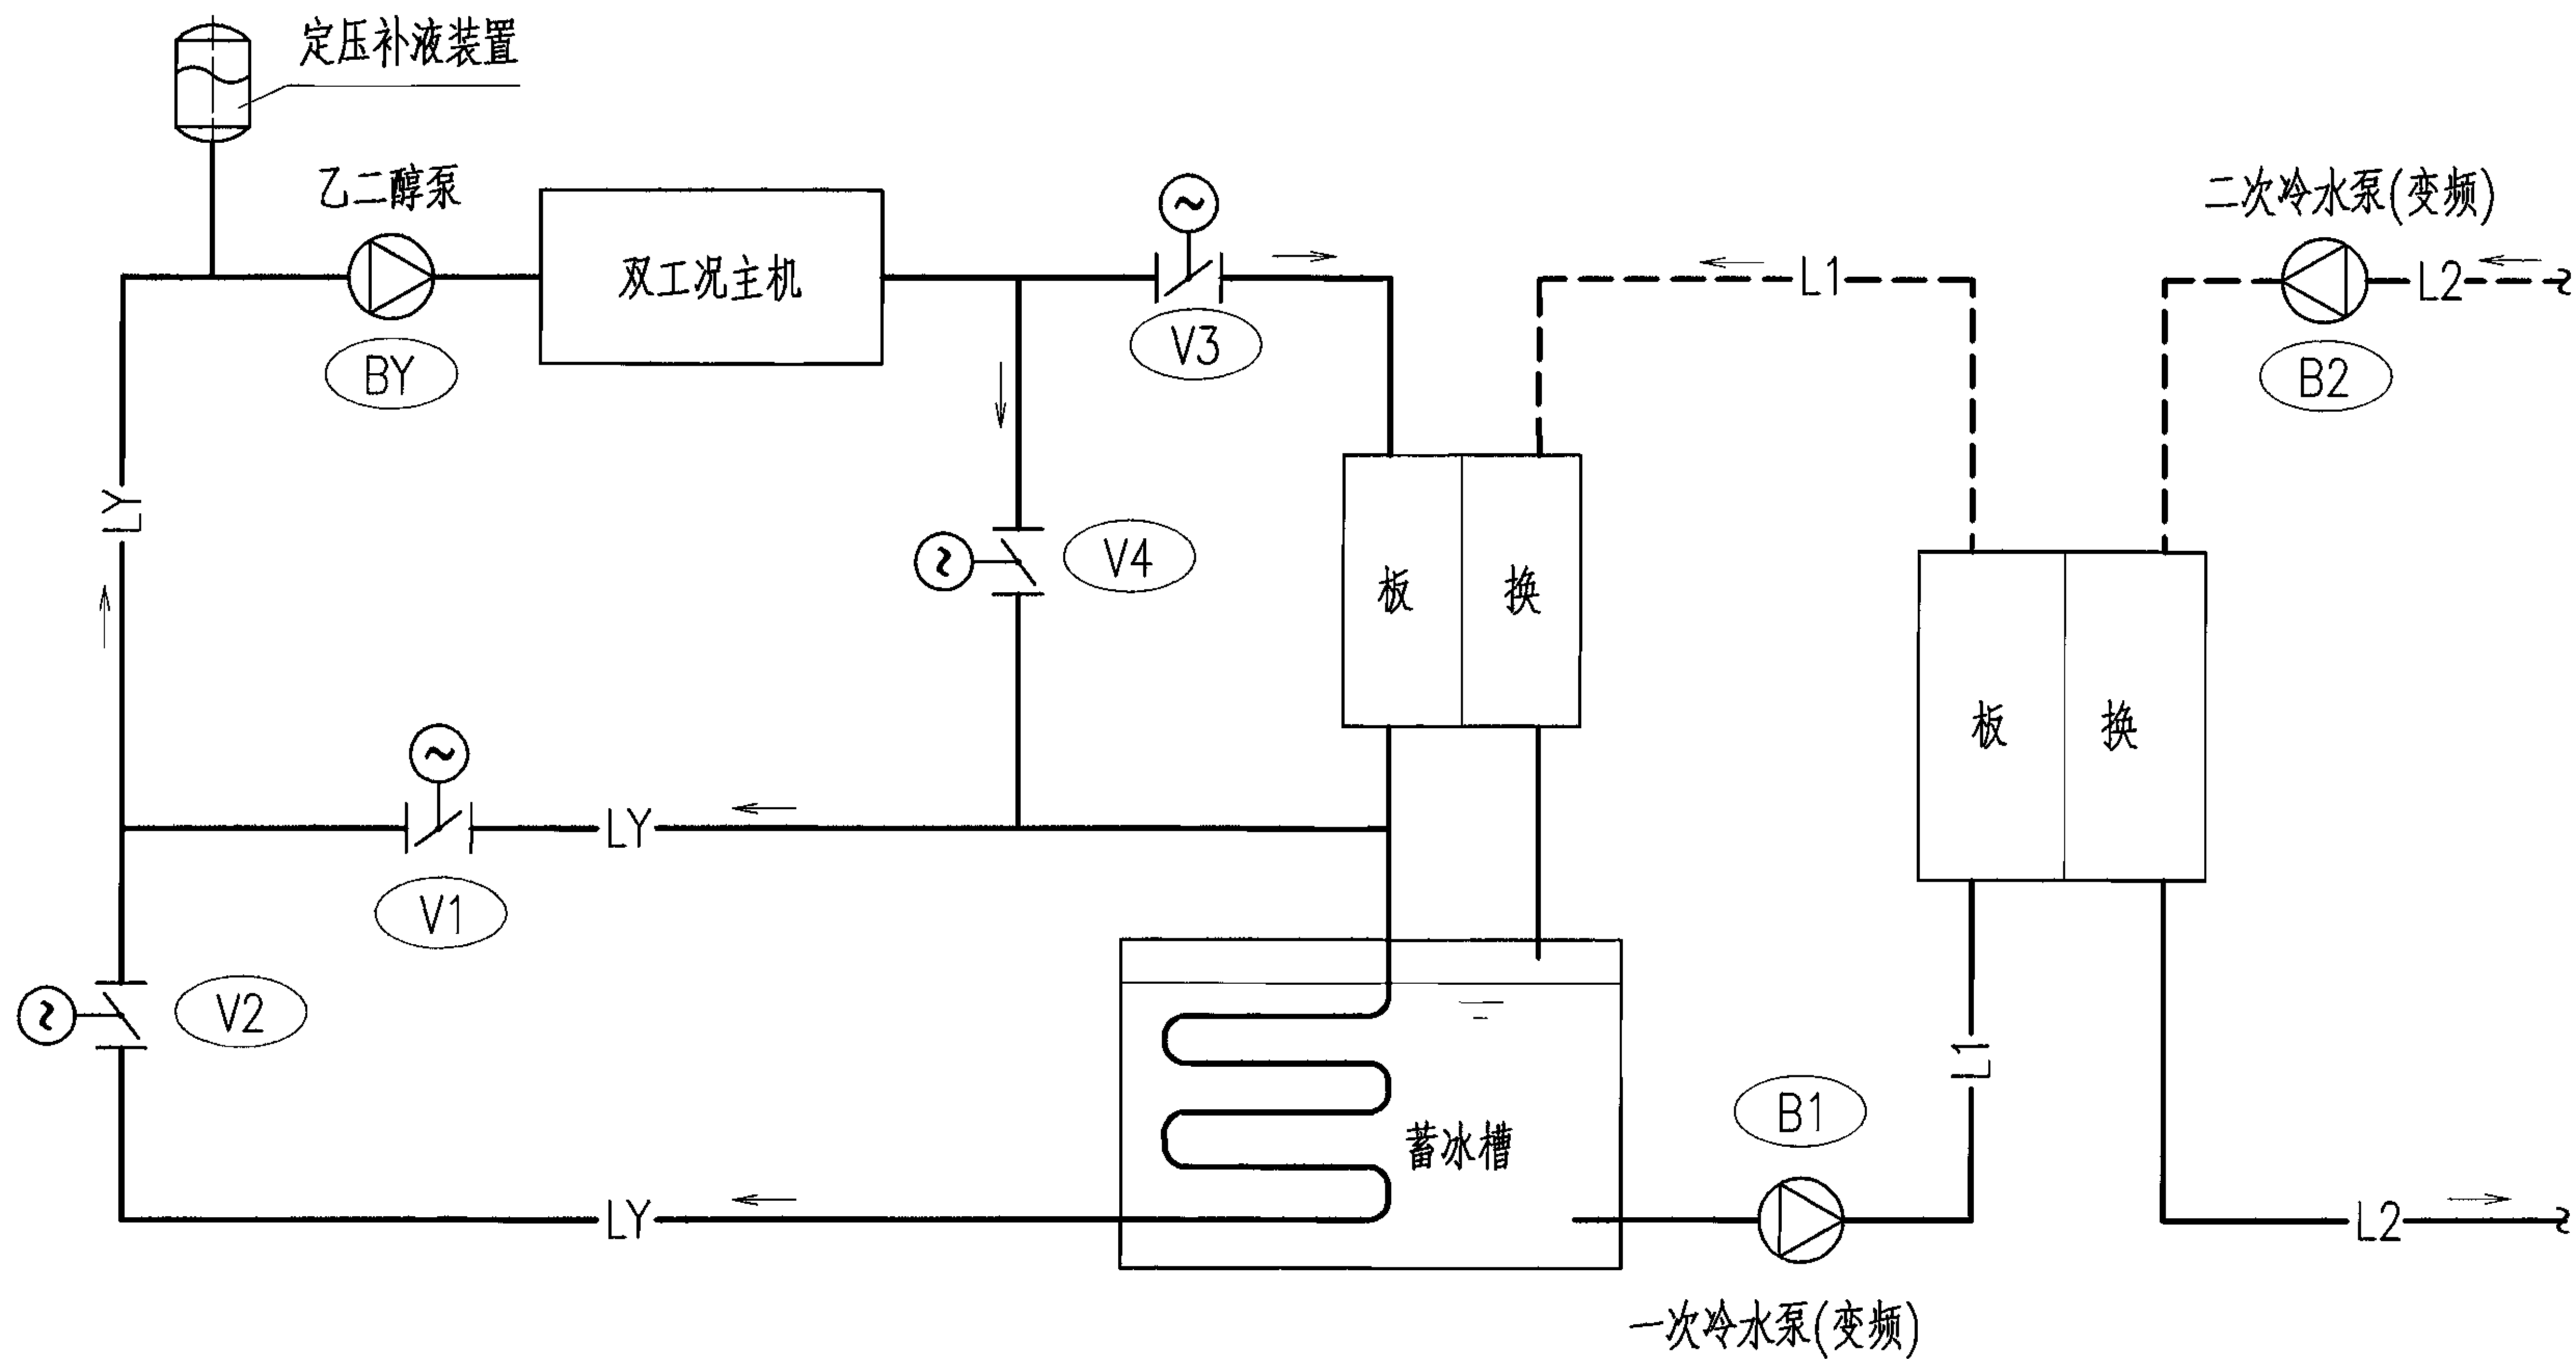 定压补液装置
乙二醇泵
BY
双工况主机
V3
L1
二次冷水泵(变频)
L2
B2
LY
V4
板 换
板 换
V1
LY
V2
蓄冰槽
B1
L1
LY
L2
一次冷水泵(变频)